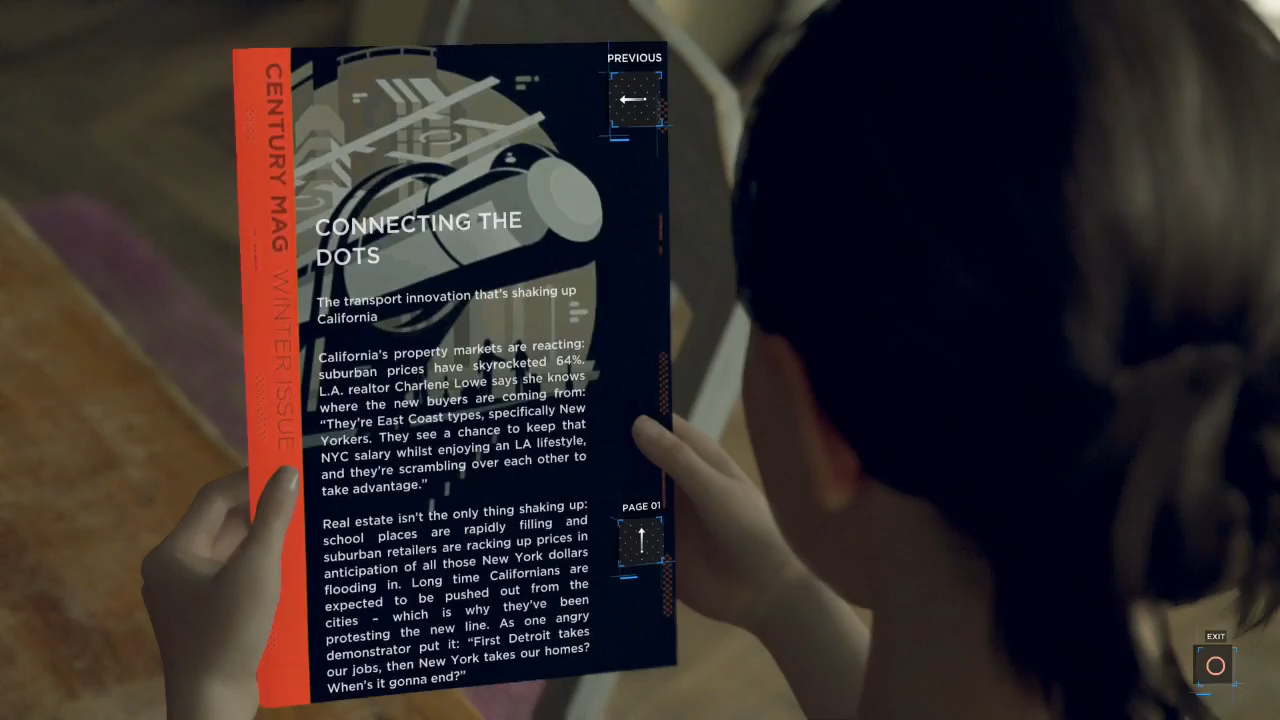 CENTURY MAG WINTER ISSUE
PREVIOUS
CONNECTING THE
DOTS
The transport innovation that's shaking up
California
California's property markets are reacting:
suburban prices have skyrocketed 64%.
L.A. realtor Charlene Lowe says she knows
where the new buyers are coming from:
“They're East Coast types, specifically New
Yorkers. They see a chance to keep that
NYC salary whilst enjoying an LA lifestyle,
and they're scrambling over each other to
take advantage.”
Real estate isn't the only thing shaking up:
school places are rapidly filling and
suburban retailers are racking up prices in
anticipation of all those New York dollars
flooding in. Long time Californians are
expected to be pushed out from the
cities – which is why they've been
protesting the new line. As one angry
demonstrator put it: “First Detroit takes
our jobs, then New York takes our homes?
When's it gonna end?”
PAGE 01
EXIT